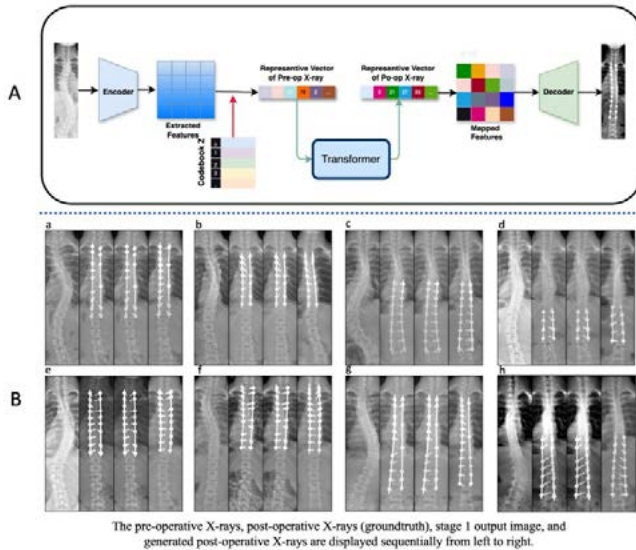 A
Encoder
Extracted
Features
Codebook Z
Representive Vector
of Pre-op X-ray
Representive Vector
of Po-op X-ray
Transformer
Mapped
Features
Decoder
B
a
b
c
d
e
f
g
h
The pre-operative X-rays, post-operative X-rays (groundtruth), stage 1 output image, and
generated post-operative X-rays are displayed sequentially from left to right.